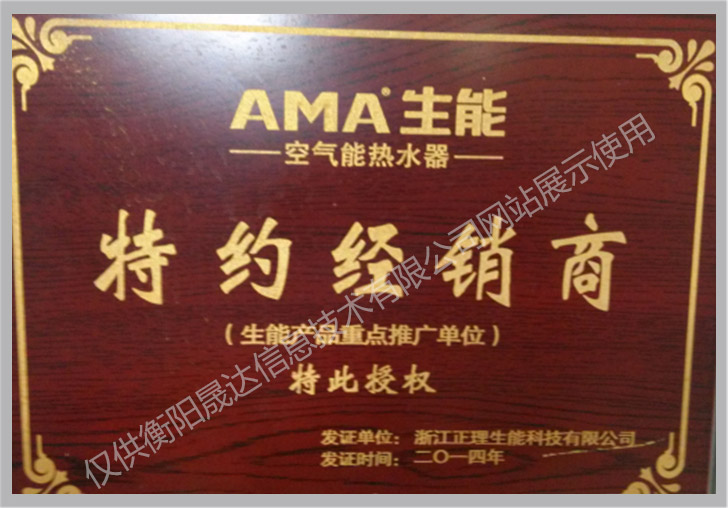 AMA®生能
空气能热水器
特约经销商
（生能产品重点推广单位）
特此授权
发证单位：浙江正理生能科技有限公司
发证时间：二〇一四年
仅供衡阳晟达信息技术有限公司网站展示使用